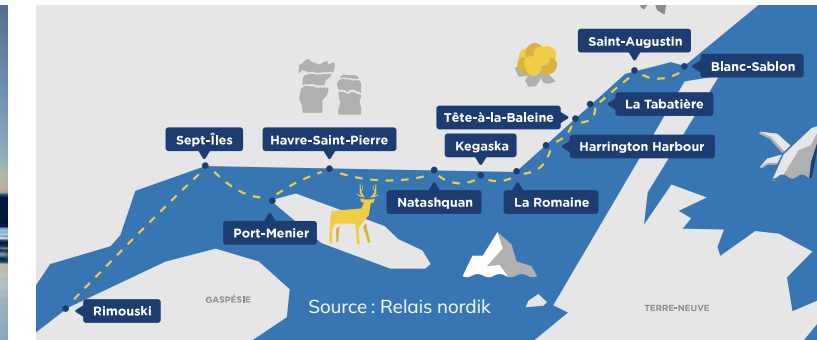 Saint-Augustin
Blanc-Sablon
La Tabatière
Tête-à-la-Baleine
Sept-Îles
Havre-Saint-Pierre
Kegaska
Harrington Harbour
Natashquan
La Romaine
Port-Menier
GASPÉSIE
Source : Relais nordik
TERRE-NEUVE
Rimouski